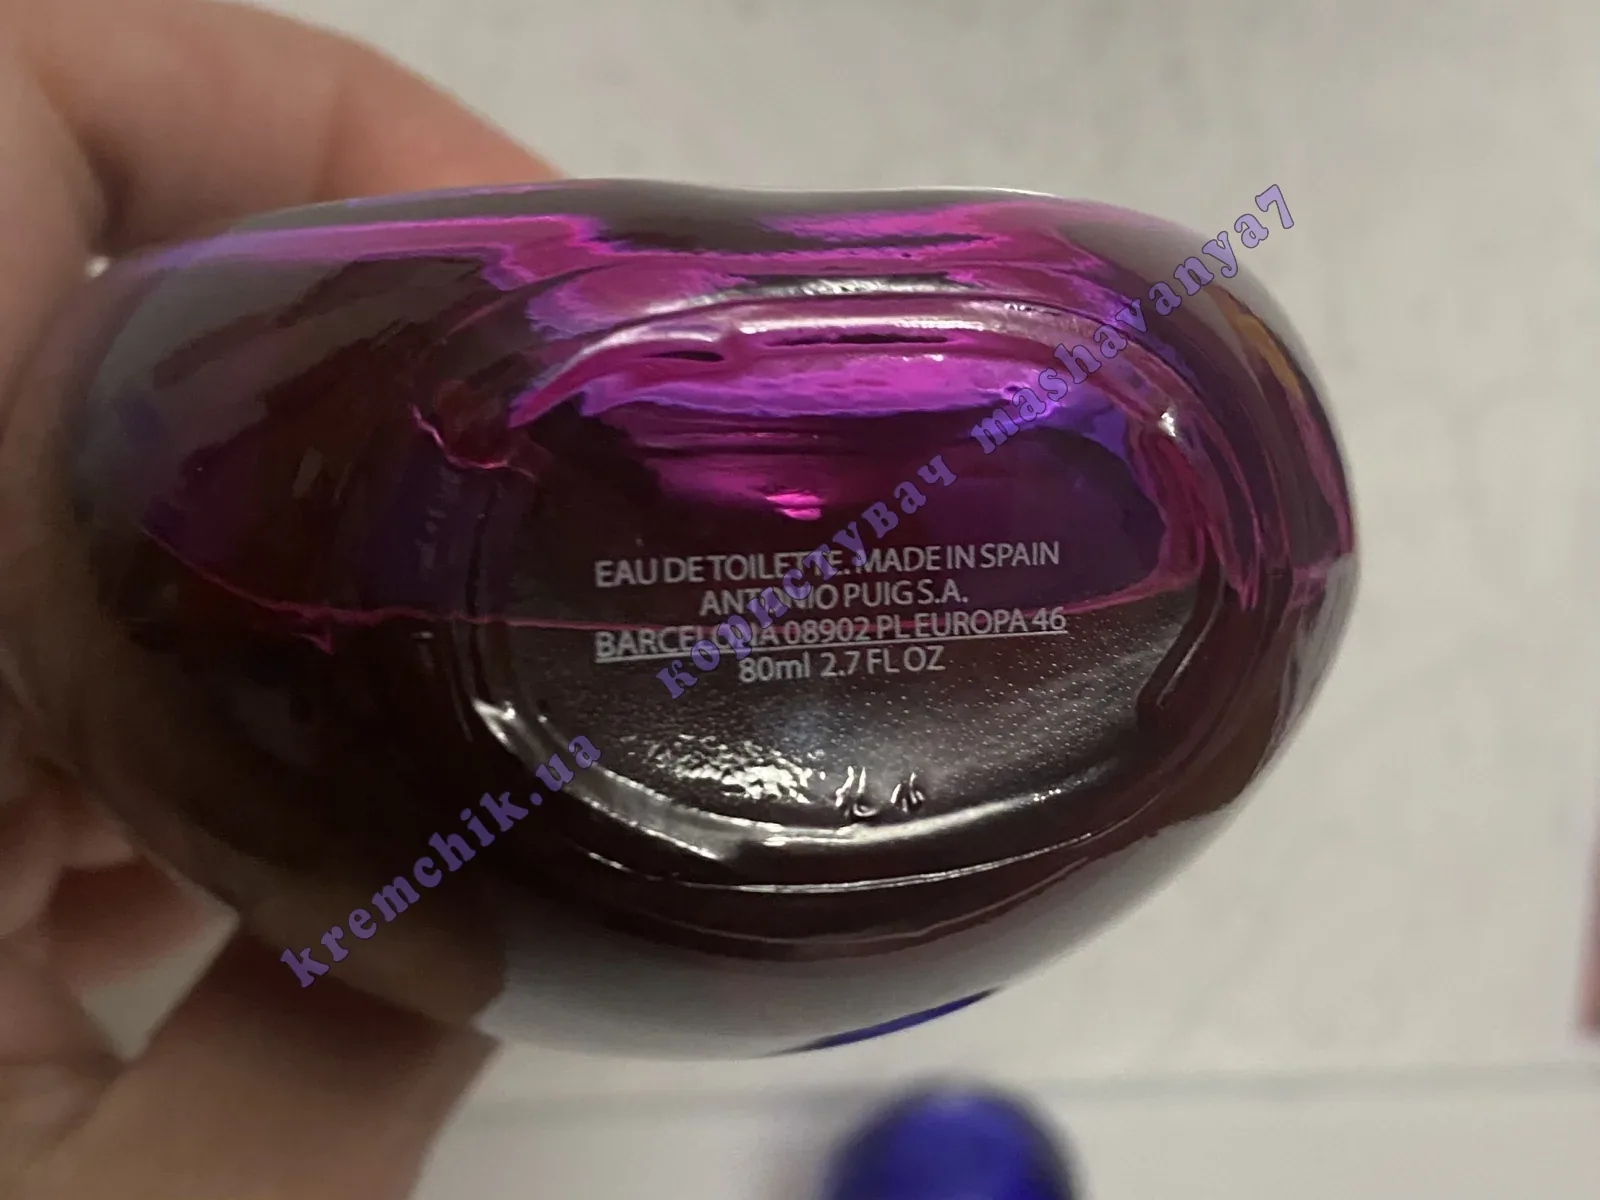 EAU DE TOILETTE. MADE IN SPAIN
ANTONIO PUIG S.A.
BARCELONA 08902 PL EUROPA 46
80ml 2.7 FL OZ
kremchik.ua користувач mashavanya7